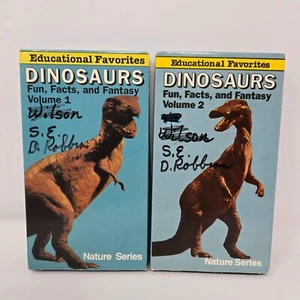 Educational Favorites
DINOSAURS
Fun, Facts, and Fantasy
Volume 1
Wilson
S.E
D. Robbins
Nature Series
Educational Favorites
DINOSAURS
Fun, Facts, and Fantasy
Volume 2
Wilson
S.E
D. Robbins
Nature Series